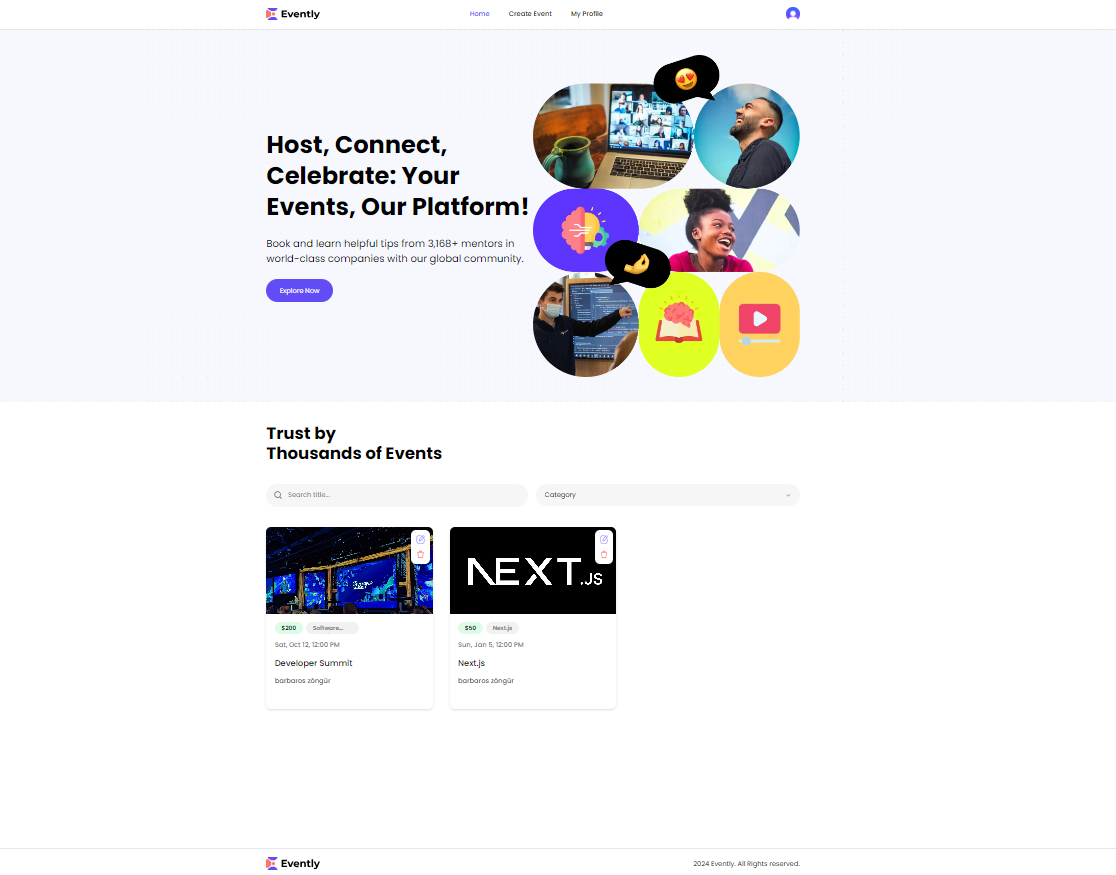 Evently
Home
Create Event
My Profile
Host, Connect,
Celebrate: Your
Events, Our Platform!
Book and learn helpful tips from 3,168+ mentors in
world-class companies with our global community.
Explore Now
Trust by
Thousands of Events
Search title...
Category
NEXT.JS
$200
Software...
Sat, Oct 12, 12:00 PM
Developer Summit
barbaros zöngür
$50
Next.js
Sun, Jan 5, 12:00 PM
Next.js
barbaros zöngür
Evently
2024 Evently. All Rights reserved.